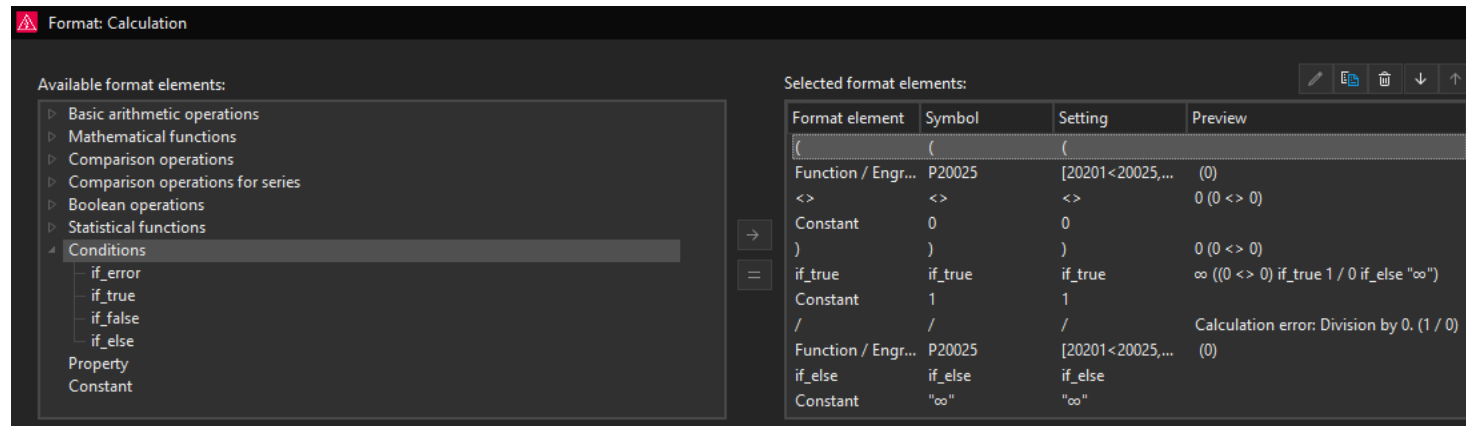 Format: Calculation
Available format elements:
Basic arithmetic operations
Mathematical functions
Comparison operations
Comparison operations for series
Boolean operations
Statistical functions
Conditions
if_error
if_true
if_false
if_else
Property
Constant
Selected format elements:
Format element Symbol Setting Preview
( ( (
Function / Engr... P20025 [20201<20025,... (0)
<> <> <> 0 (0 <> 0)
Constant 0 0
) ) ) 0 (0 <> 0)
if_true if_true if_true ∞ ((0 <> 0) if_true 1 / 0 if_else "∞")
Constant 1 1
/ / / Calculation error: Division by 0. (1 / 0)
Function / Engr... P20025 [20201<20025,... (0)
if_else if_else if_else
Constant "∞" "∞"